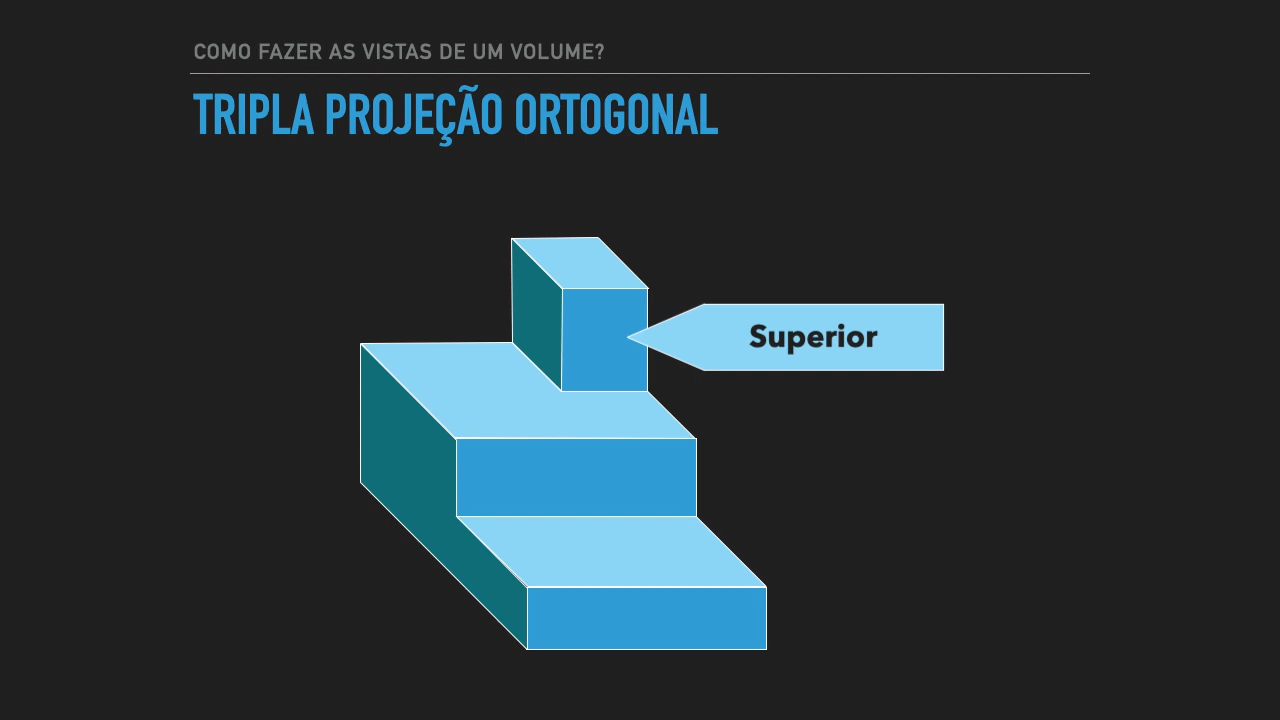 COMO FAZER AS VISTAS DE UM VOLUME?
TRIPLA PROJEÇÃO ORTOGONAL
Superior